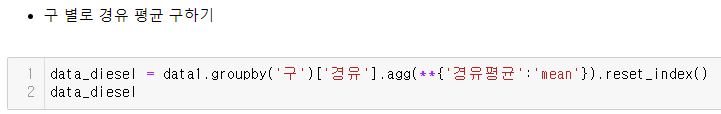 • 구 별로 경유 평균 구하기
1 data_diesel = data1.groupby('구')['경유'].agg(**{'경유평균':'mean'}).reset_index()
2 data_diesel